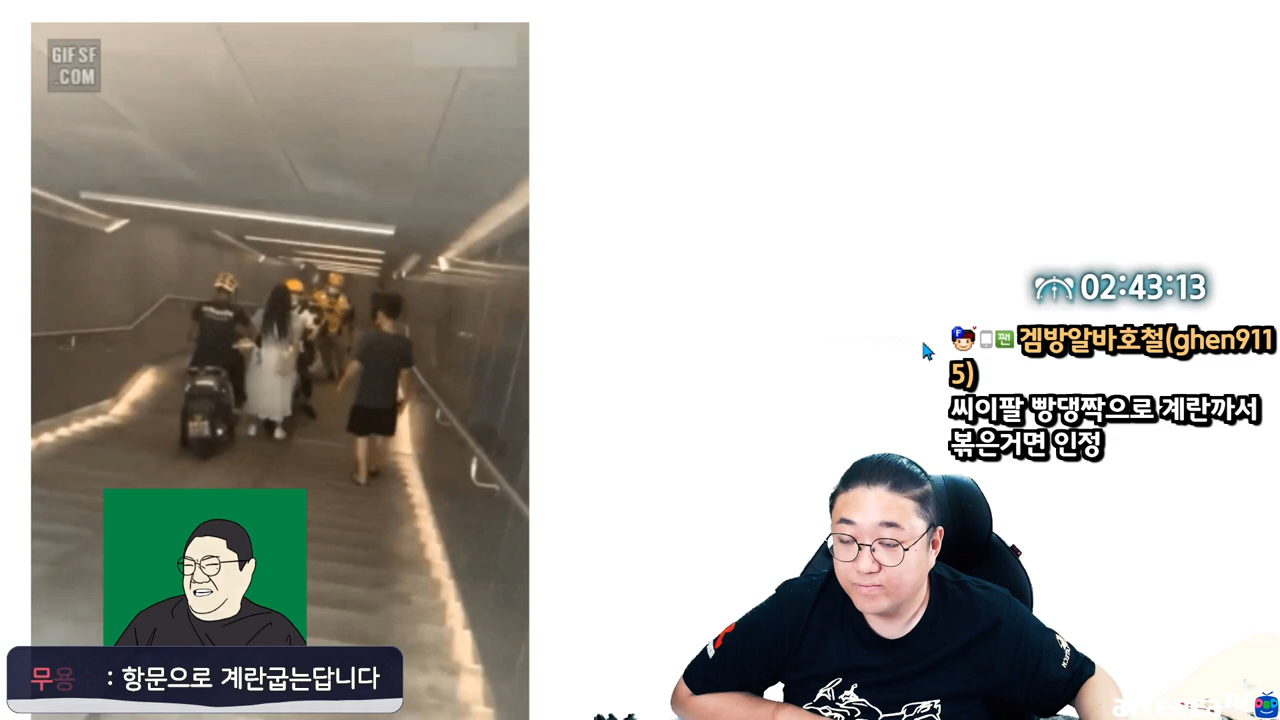 GIFSF
.COM
02:43:13
겜방알바호철(ghen911
5)
씨이팔 빵댕짝으로 계란까서
볶은거면 인정
무용 : 항문으로 계란굽는답니다